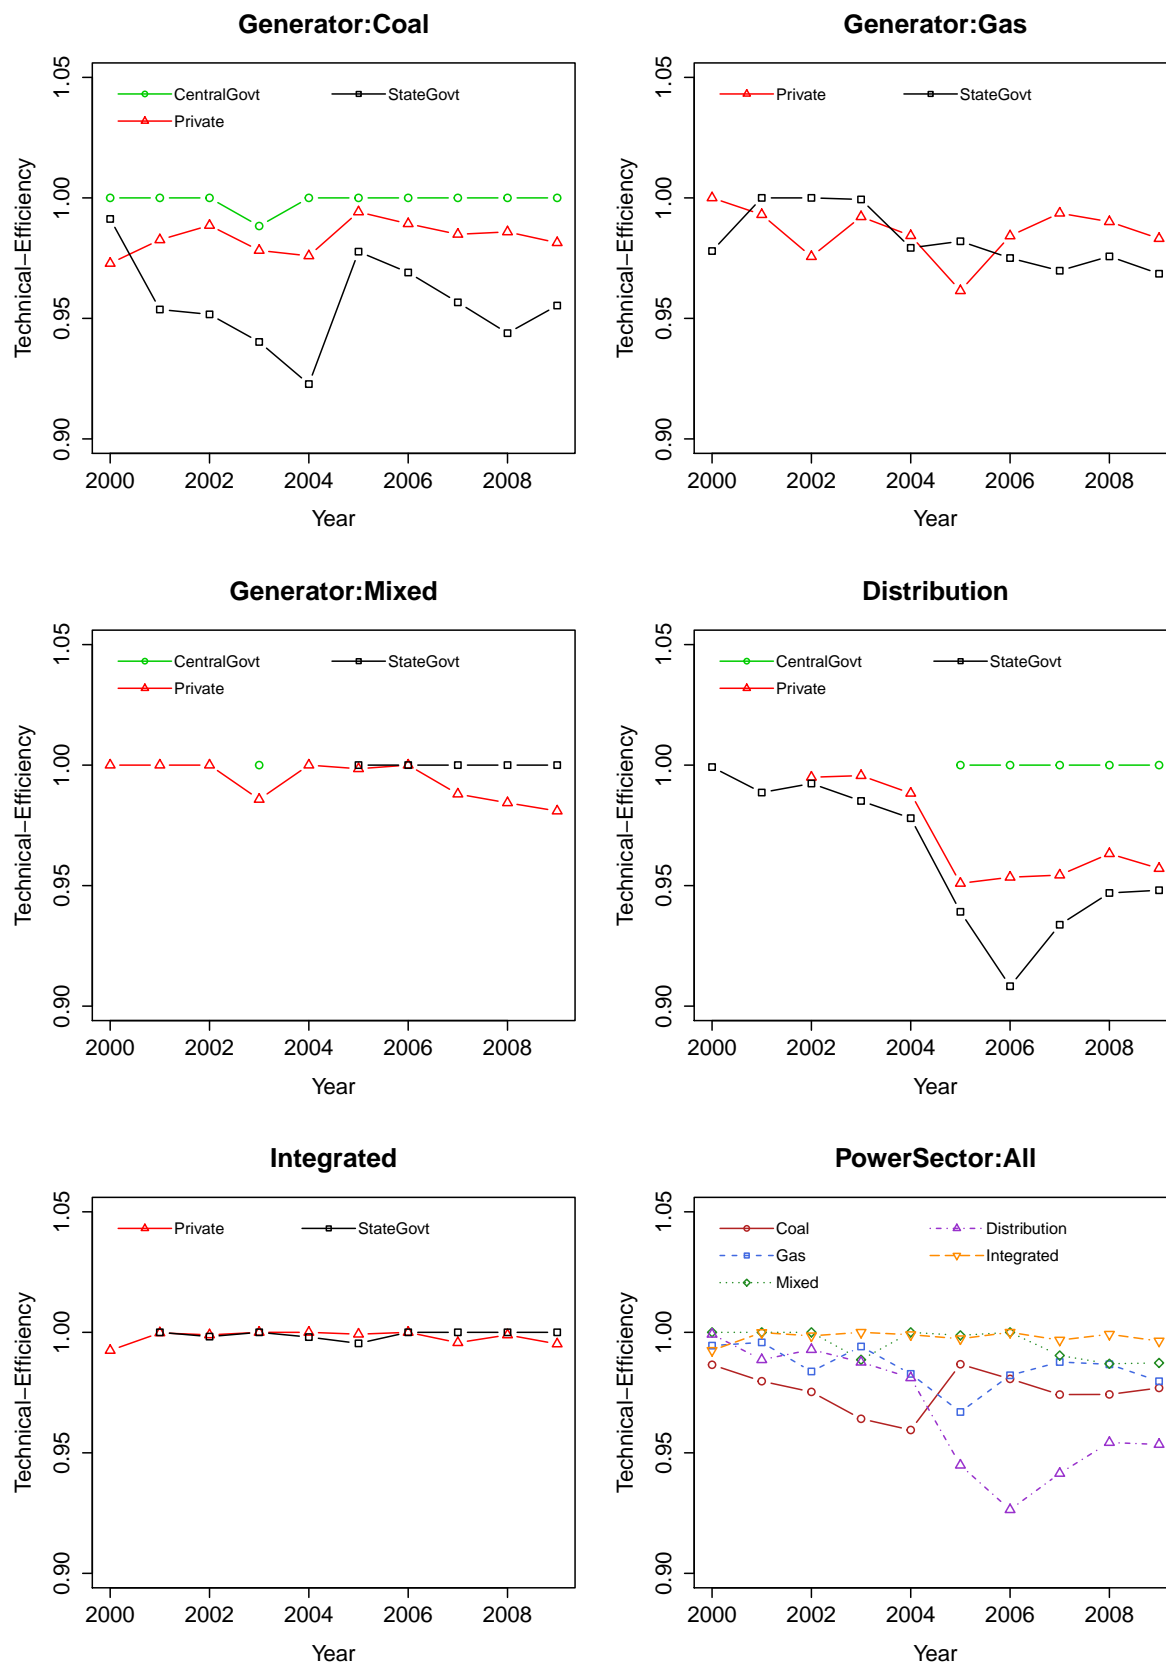 Generator:Coal
1.05
1.00
0.95
0.90
Technical−Efficiency
CentralGovt
StateGovt
Private
2000 2002 2004 2006 2008
Year
Generator:Gas
1.05
1.00
0.95
0.90
Technical−Efficiency
Private
StateGovt
2000 2002 2004 2006 2008
Year
Generator:Mixed
1.05
1.00
0.95
0.90
Technical−Efficiency
CentralGovt
StateGovt
Private
2000 2002 2004 2006 2008
Year
Distribution
1.05
1.00
0.95
0.90
Technical−Efficiency
CentralGovt
StateGovt
Private
2000 2002 2004 2006 2008
Year
Integrated
1.05
1.00
0.95
0.90
Technical−Efficiency
Private
StateGovt
2000 2002 2004 2006 2008
Year
PowerSector:All
1.05
1.00
0.95
0.90
Technical−Efficiency
Coal
Distribution
Gas
Integrated
Mixed
2000 2002 2004 2006 2008
Year